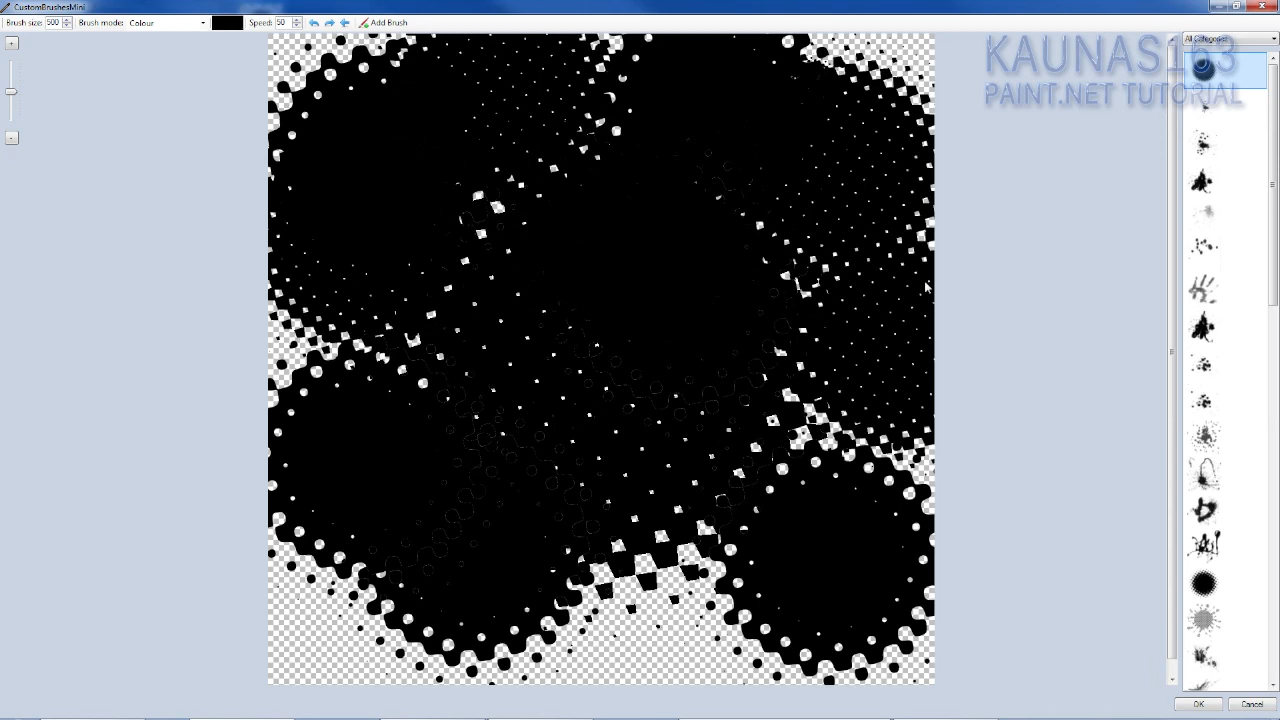 CustomBrushesMini
Brush size: 500 Brush mode: Colour Speed: 50 Add Brush
All Categories
KAUNAS163
PAINT.NET TUTORIAL
+
-
OK Cancel